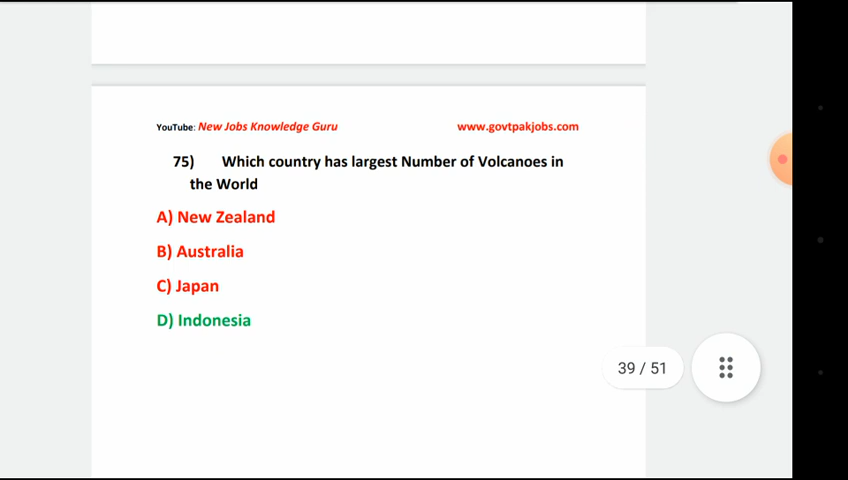 YouTube: New Jobs Knowledge Guru www.govtpakjobs.com
75) Which country has largest Number of Volcanoes in
the World
A) New Zealand
B) Australia
C) Japan
D) Indonesia
39 / 51